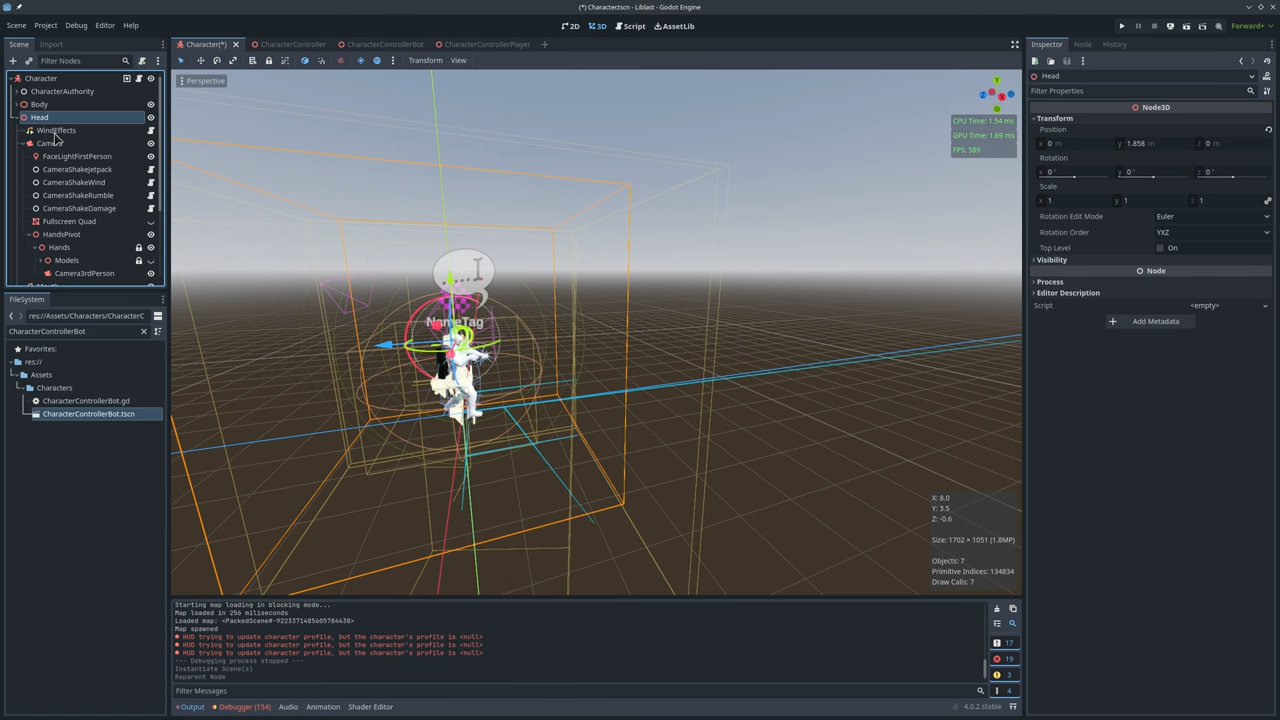 (*) Character.tscn - Liblast - Godot Engine
Scene Project Debug Editor Help
2D 3D Script AssetLib
Forward+
Scene Import
Character(*) CharacterController CharacterControllerBot CharacterControllerPlayer
Inspector Node History
Filter Nodes
Transform View
Perspective
Character
CharacterAuthority
Body
Head
WindEffects
FaceLightFirstPerson
CameraShakeJetpack
CameraShakeWind
CameraShakeRumble
CameraShakeDamage
Fullscreen Quad
HandsPivot
Hands
Models
Camera3rdPerson
FileSystem
res://Assets/Characters/CharacterC
CharacterControllerBot
Favorites:
res://
Assets
Characters
CharacterControllerBot.gd
CharacterControllerBot.tscn
Y
X
Z
CPU Time: 1.54 ms
GPU Time: 1.69 ms
FPS: 589
.....
NameTag
X: 8.0
Y: 3.5
Z: -0.6
Size: 1702 × 1051 (1.8MP)
Objects: 7
Primitive Indices: 134834
Draw Calls: 7
Starting map loading in blocking mode...
Map loaded in 256 miliseconds
Loaded map: <PackedScene#-9223371485605784438>
Map spawned
HUD trying to update character profile, but the character's profile is <null>
HUD trying to update character profile, but the character's profile is <null>
HUD trying to update character profile, but the character's profile is <null>
--- Debugging process stopped ---
Instantiate Scene(s)
Reparent Node
17
19
3
4
Filter Messages
Output Debugger (154) Audio Animation Shader Editor
4.0.2.stable
Head
Filter Properties
Node3D
Transform
Position
x 0 m y 1.858 m z 0 m
Rotation
x 0° y 0° z 0°
Scale
x 1 y 1 z 1
Rotation Edit Mode Euler
Rotation Order YXZ
Top Level On
Visibility
Node
Process
Editor Description
Script <empty>
Add Metadata